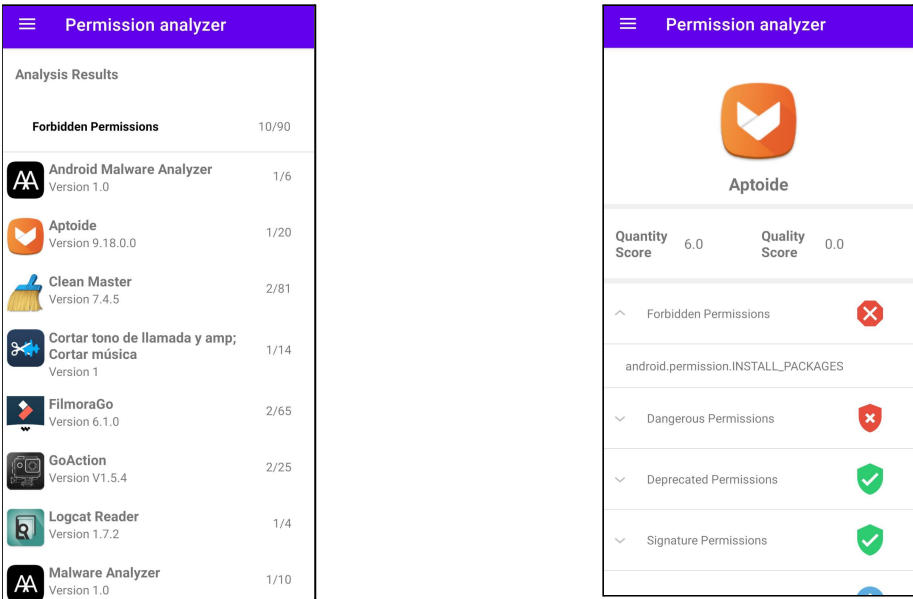 Permission analyzer
Analysis Results
Forbidden Permissions 10/90
Android Malware Analyzer
Version 1.0
1/6
Aptoide
Version 9.18.0.0
1/20
Clean Master
Version 7.4.5
2/81
Cortar tono de llamada y amp;
Cortar música
Version 1
1/14
FilmoraGo
Version 6.1.0
2/65
GoAction
Version V1.5.4
2/25
Logcat Reader
Version 1.7.2
1/4
Malware Analyzer
Version 1.0
1/10
Permission analyzer
Aptoide
Quantity
Score
6.0
Quality
Score
0.0
Forbidden Permissions
android.permission.INSTALL_PACKAGES
Dangerous Permissions
Deprecated Permissions
Signature Permissions